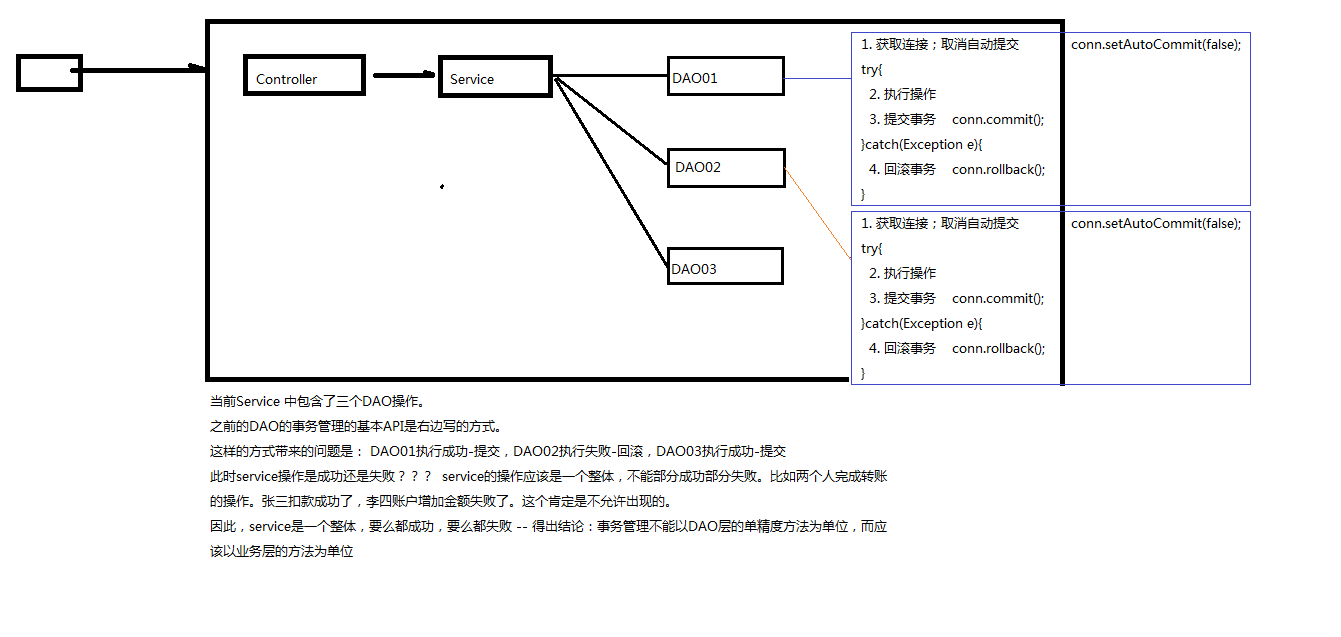 Controller
Service
DAO01
DAO02
DAO03
1. 获取连接；取消自动提交 conn.setAutoCommit(false);
try{
2. 执行操作
3. 提交事务 conn.commit();
}catch(Exception e){
4. 回滚事务 conn.rollback();
}
1. 获取连接；取消自动提交 conn.setAutoCommit(false);
try{
2. 执行操作
3. 提交事务 conn.commit();
}catch(Exception e){
4. 回滚事务 conn.rollback();
}
当前Service 中包含了三个DAO操作。
之前的DAO的事务管理的基本API是右边写的方式。
这样的方式带来的问题是： DAO01执行成功-提交，DAO02执行失败-回滚，DAO03执行成功-提交
此时service操作是成功还是失败？？？ service的操作应该是一个整体，不能部分成功部分失败。比如两个人完成转账
的操作。张三扣款成功了，李四账户增加金额失败了。这个肯定是不允许出现的。
因此，service是一个整体，要么都成功，要么都失败 -- 得出结论：事务管理不能以DAO层的单精度方法为单位，而应
该以业务层的方法为单位